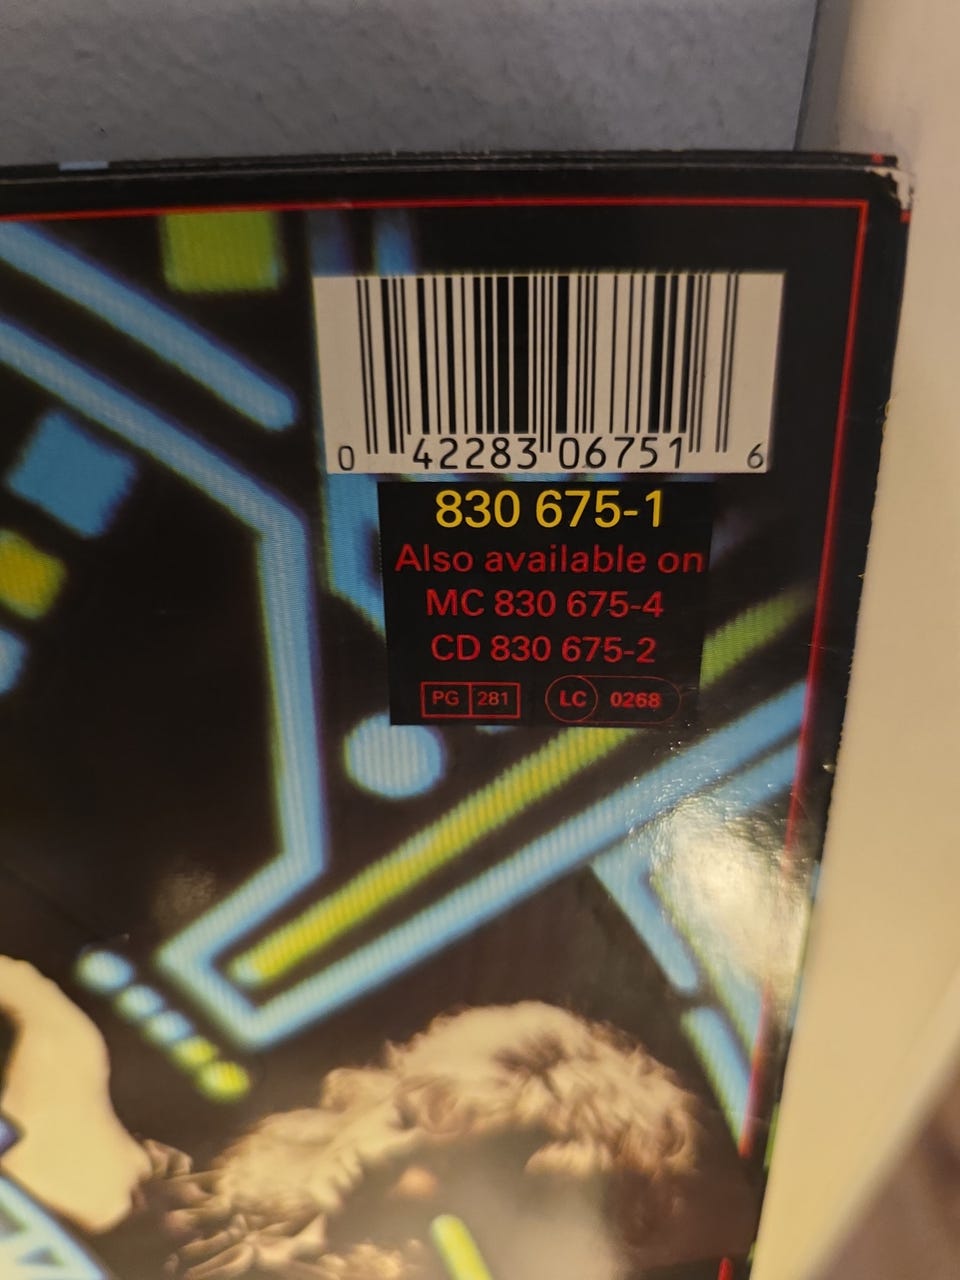 0 42283 06751 6
830 675-1
Also available on
MC 830 675-4
CD 830 675-2
PG 281 LC 0268